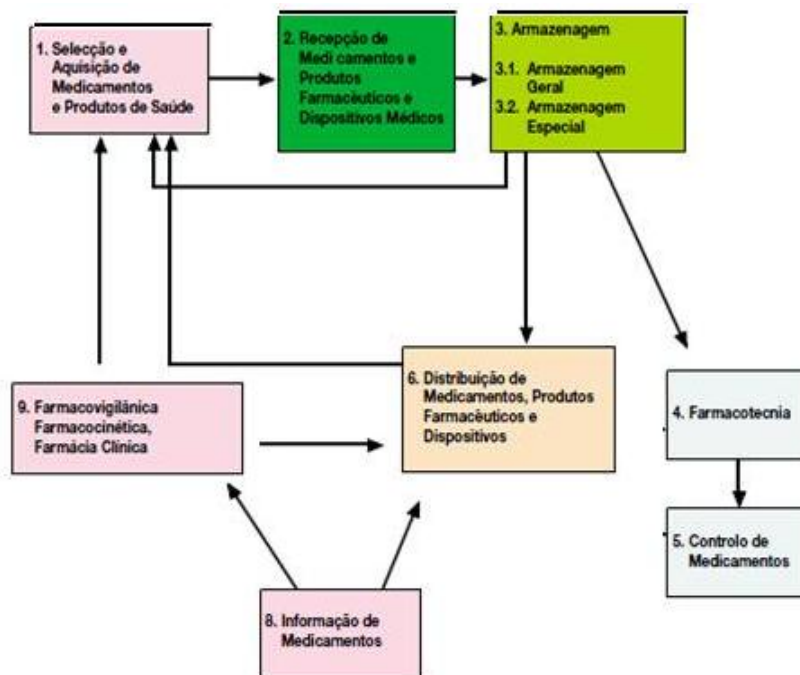 1. Selecção e
Aquisição de
Medicamentos
e Produtos de Saúde
2. Recepção de
Medi camentos e
Produtos
Farmacêuticos e
Dispositivos Médicos
3. Armazenagem
3.1. Armazenagem
Geral
3.2. Armazenagem
Especial
9. Farmacovigilânica
Farmacocinética,
Farmácia Clínica
6. Distribuição de
Medicamentos, Produtos
Farmacêuticos e
Dispositivos
4. Farmacotecnia
5. Controlo de
Medicamentos
8. Informação de
Medicamentos